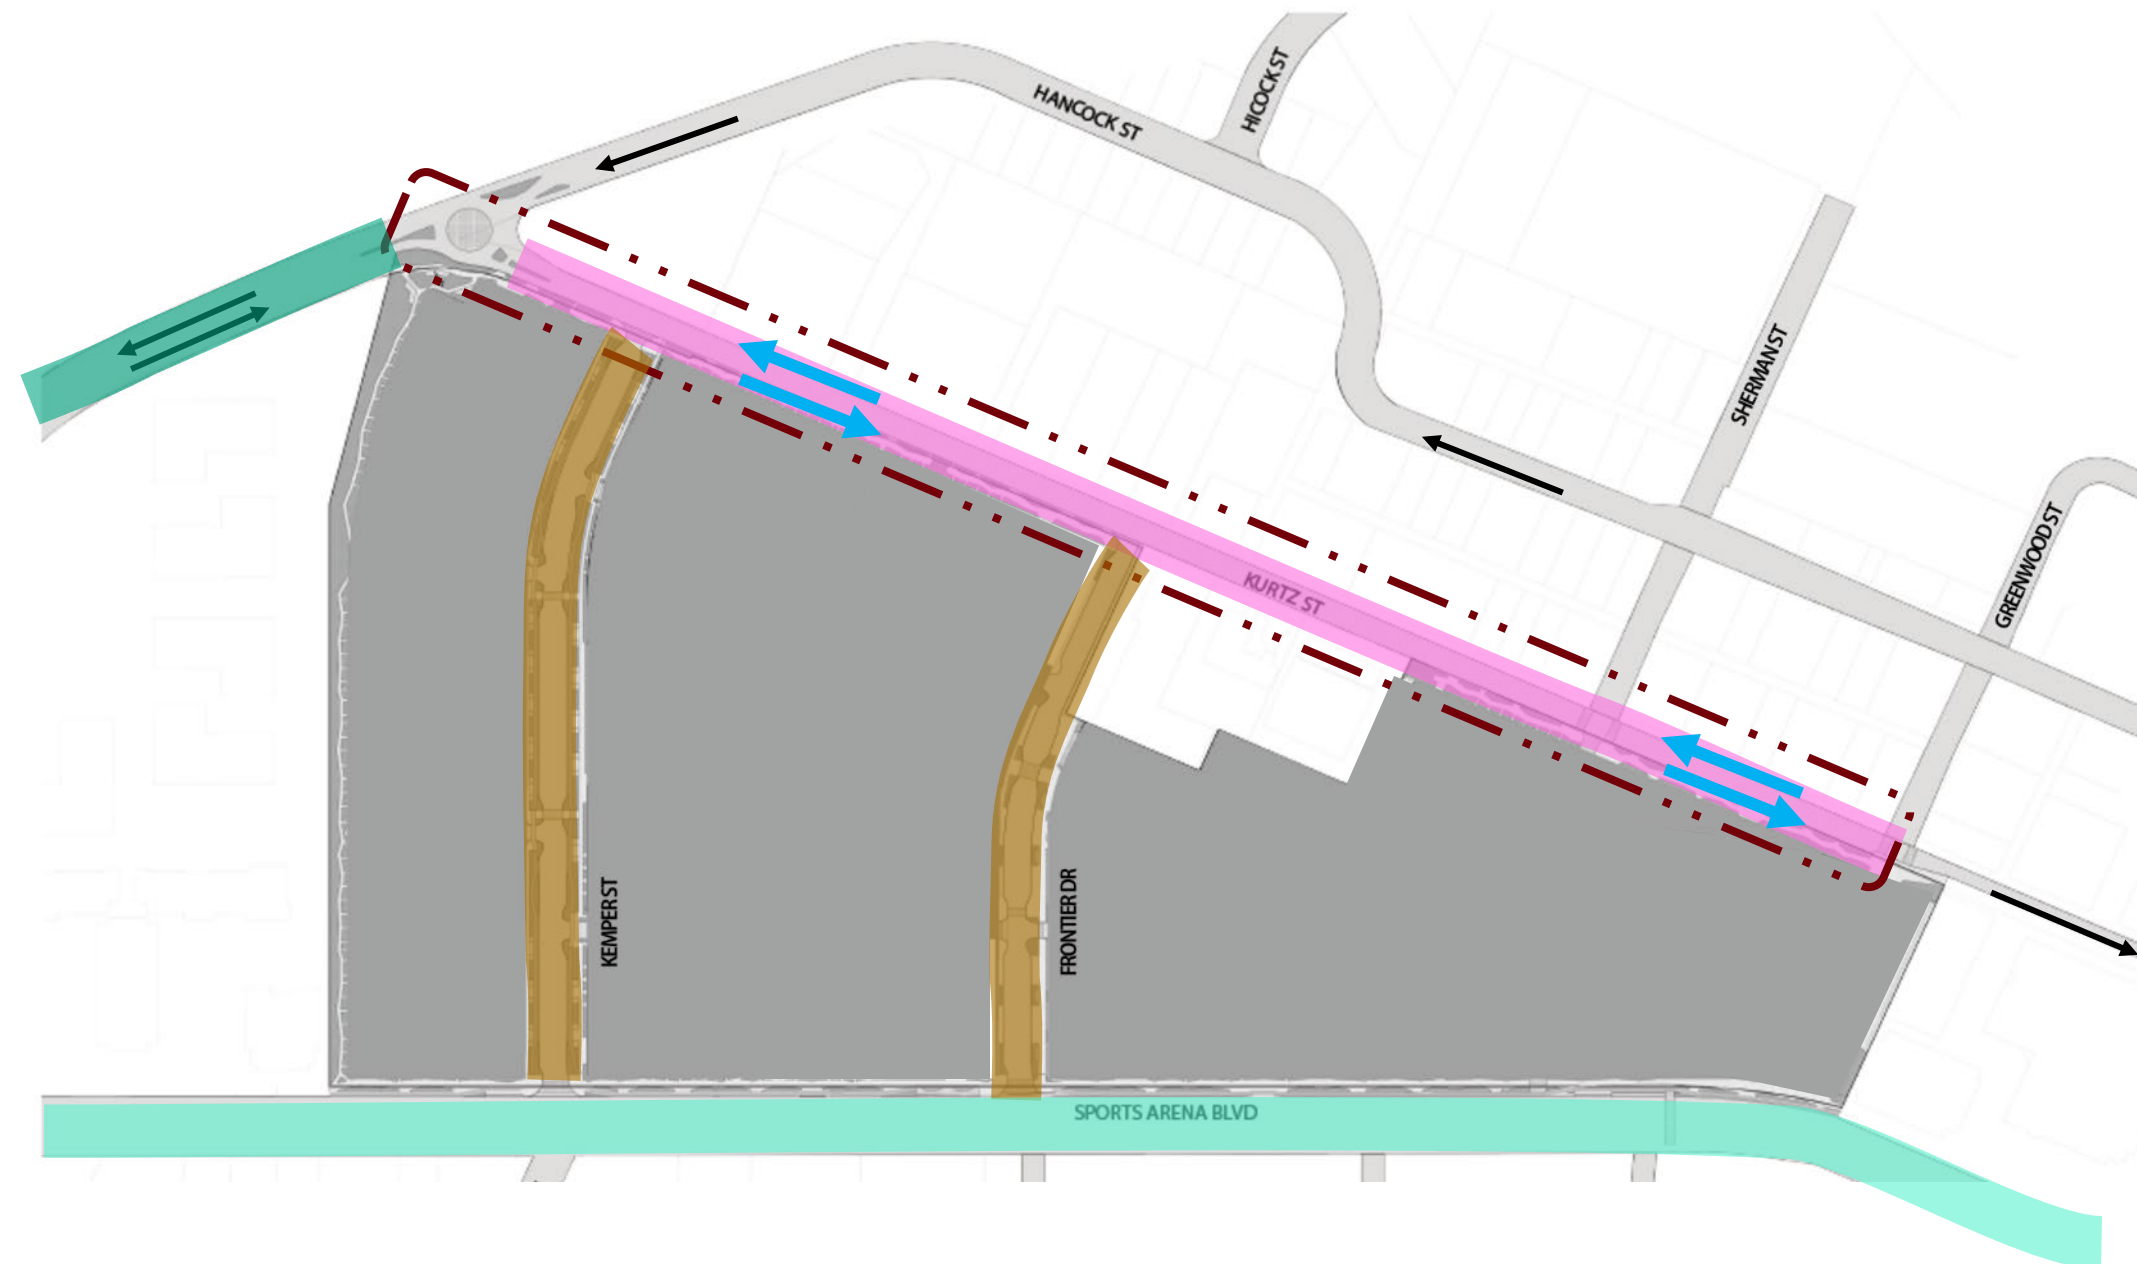 HICOCK ST
HANCOCK ST
SHERMAN ST
GREENWOOD ST
KURTZ ST
KEMPER ST
FRONTIER DR
SPORTS ARENA BLVD